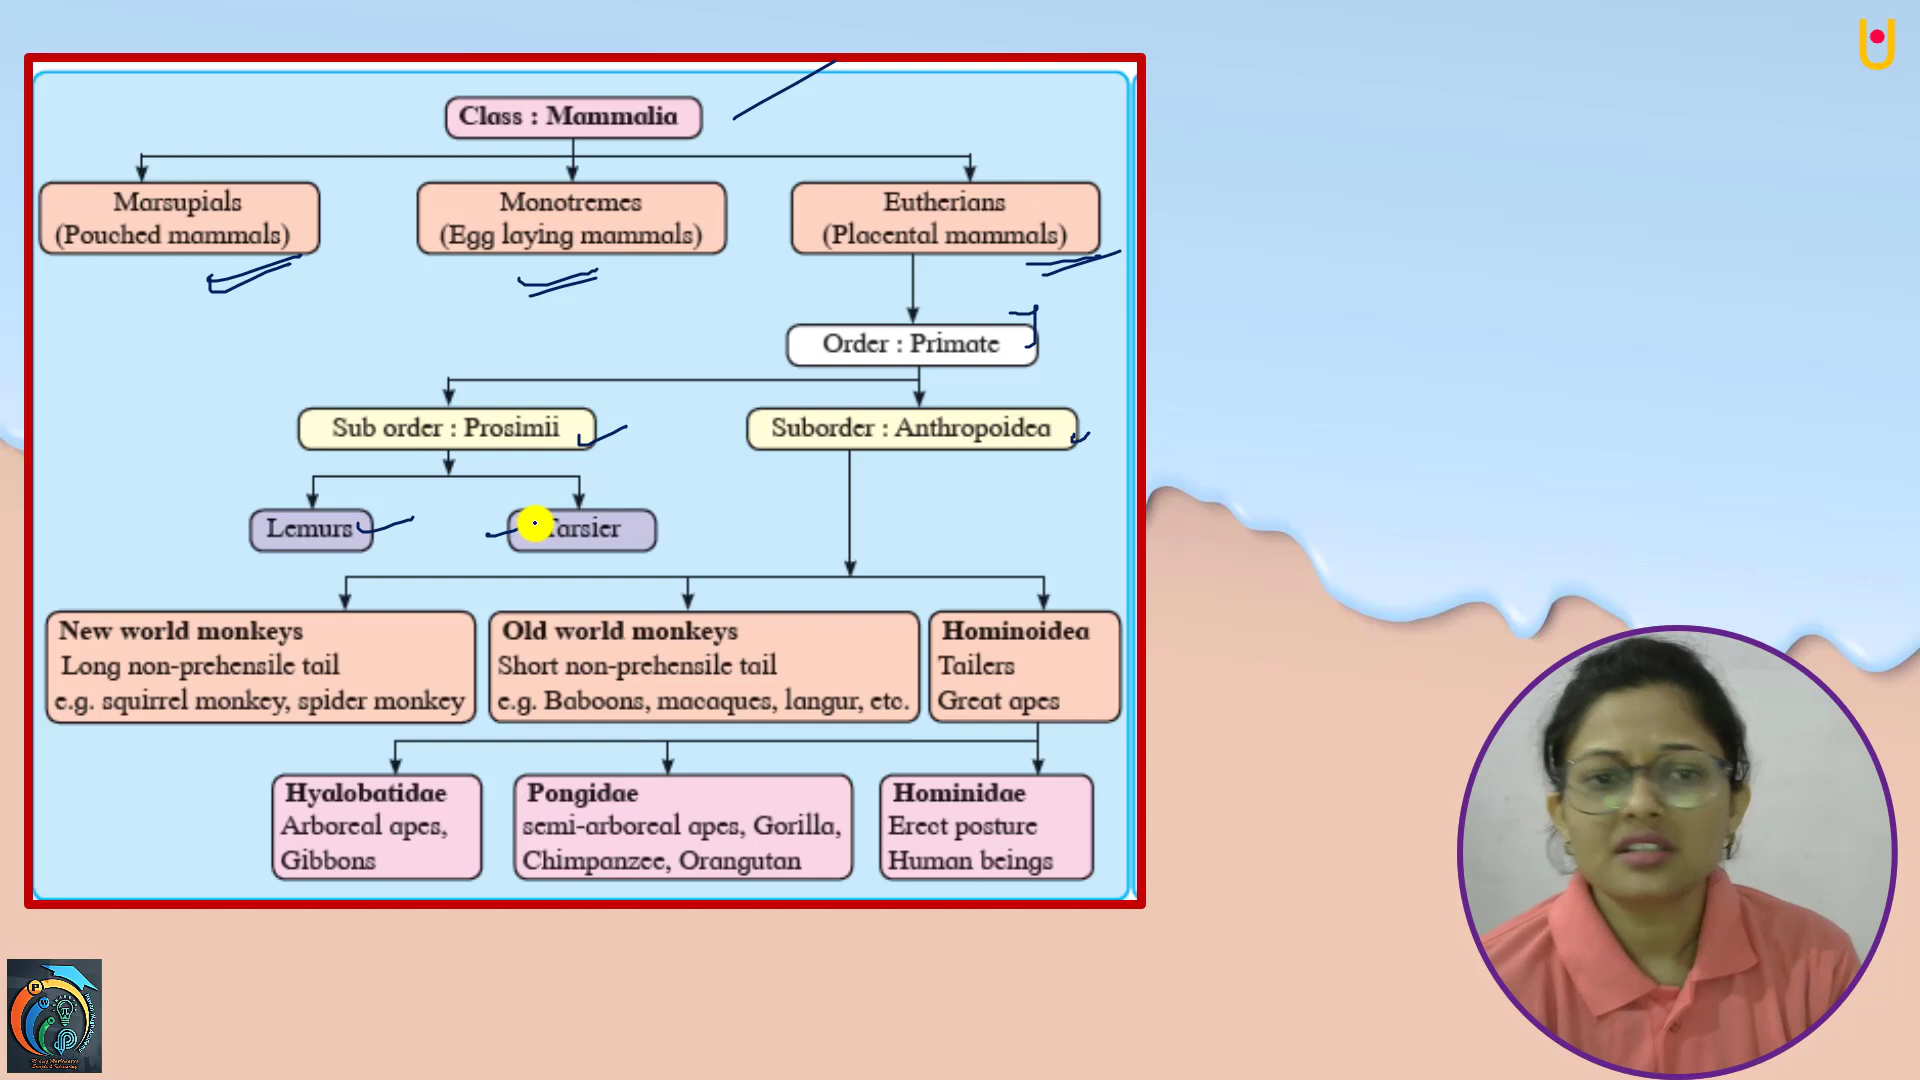 Class : Mammalia
Marsupials
(Pouched mammals)
Monotremes
(Egg laying mammals)
Eutherians
(Placental mammals)
Order : Primate
Sub order : Prosimii
Suborder : Anthropoidea
Lemurs
Tarsier
New world monkeys
Long non-prehensile tail
e.g. squirrel monkey, spider monkey
Old world monkeys
Short non-prehensile tail
e.g. Baboons, macaques, langur, etc.
Hominoidea
Tailers
Great apes
Hyalobatidae
Arboreal apes,
Gibbons
Pongidae
semi-arboreal apes, Gorilla,
Chimpanzee, Orangutan
Hominidae
Erect posture
Human beings